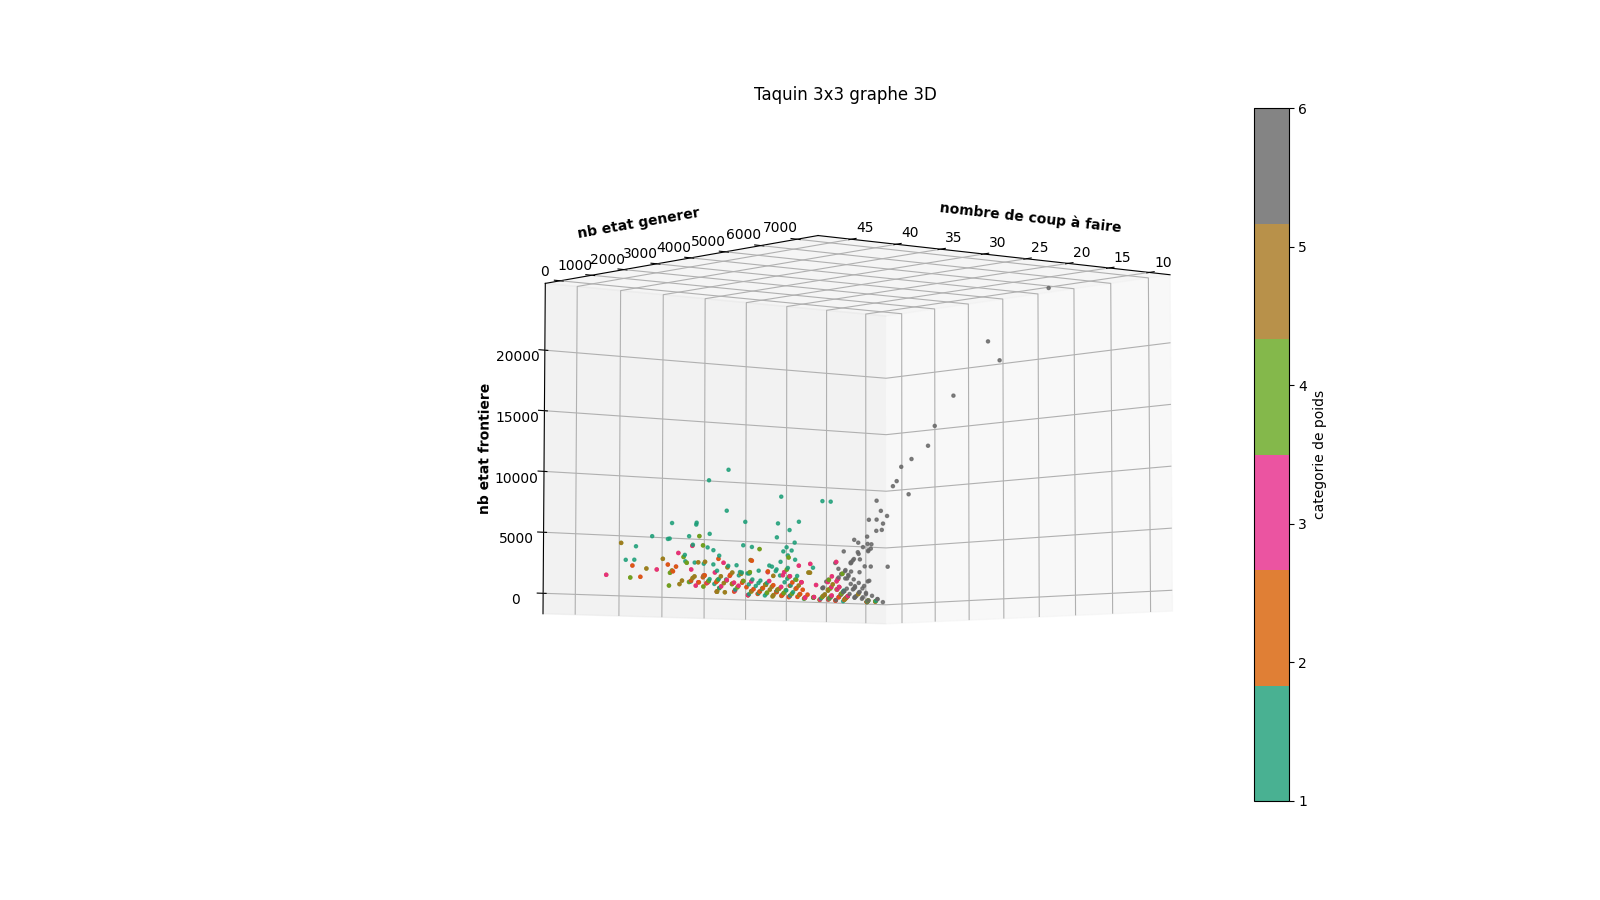 Taquin 3x3 graphe 3D
nb etat generer
0 1000 2000 3000 4000 5000 6000 7000
nombre de coup à faire
45 40 35 30 25 20 15 10
nb etat frontiere
20000
15000
10000
5000
0
6
5
4
3
2
1
categorie de poids